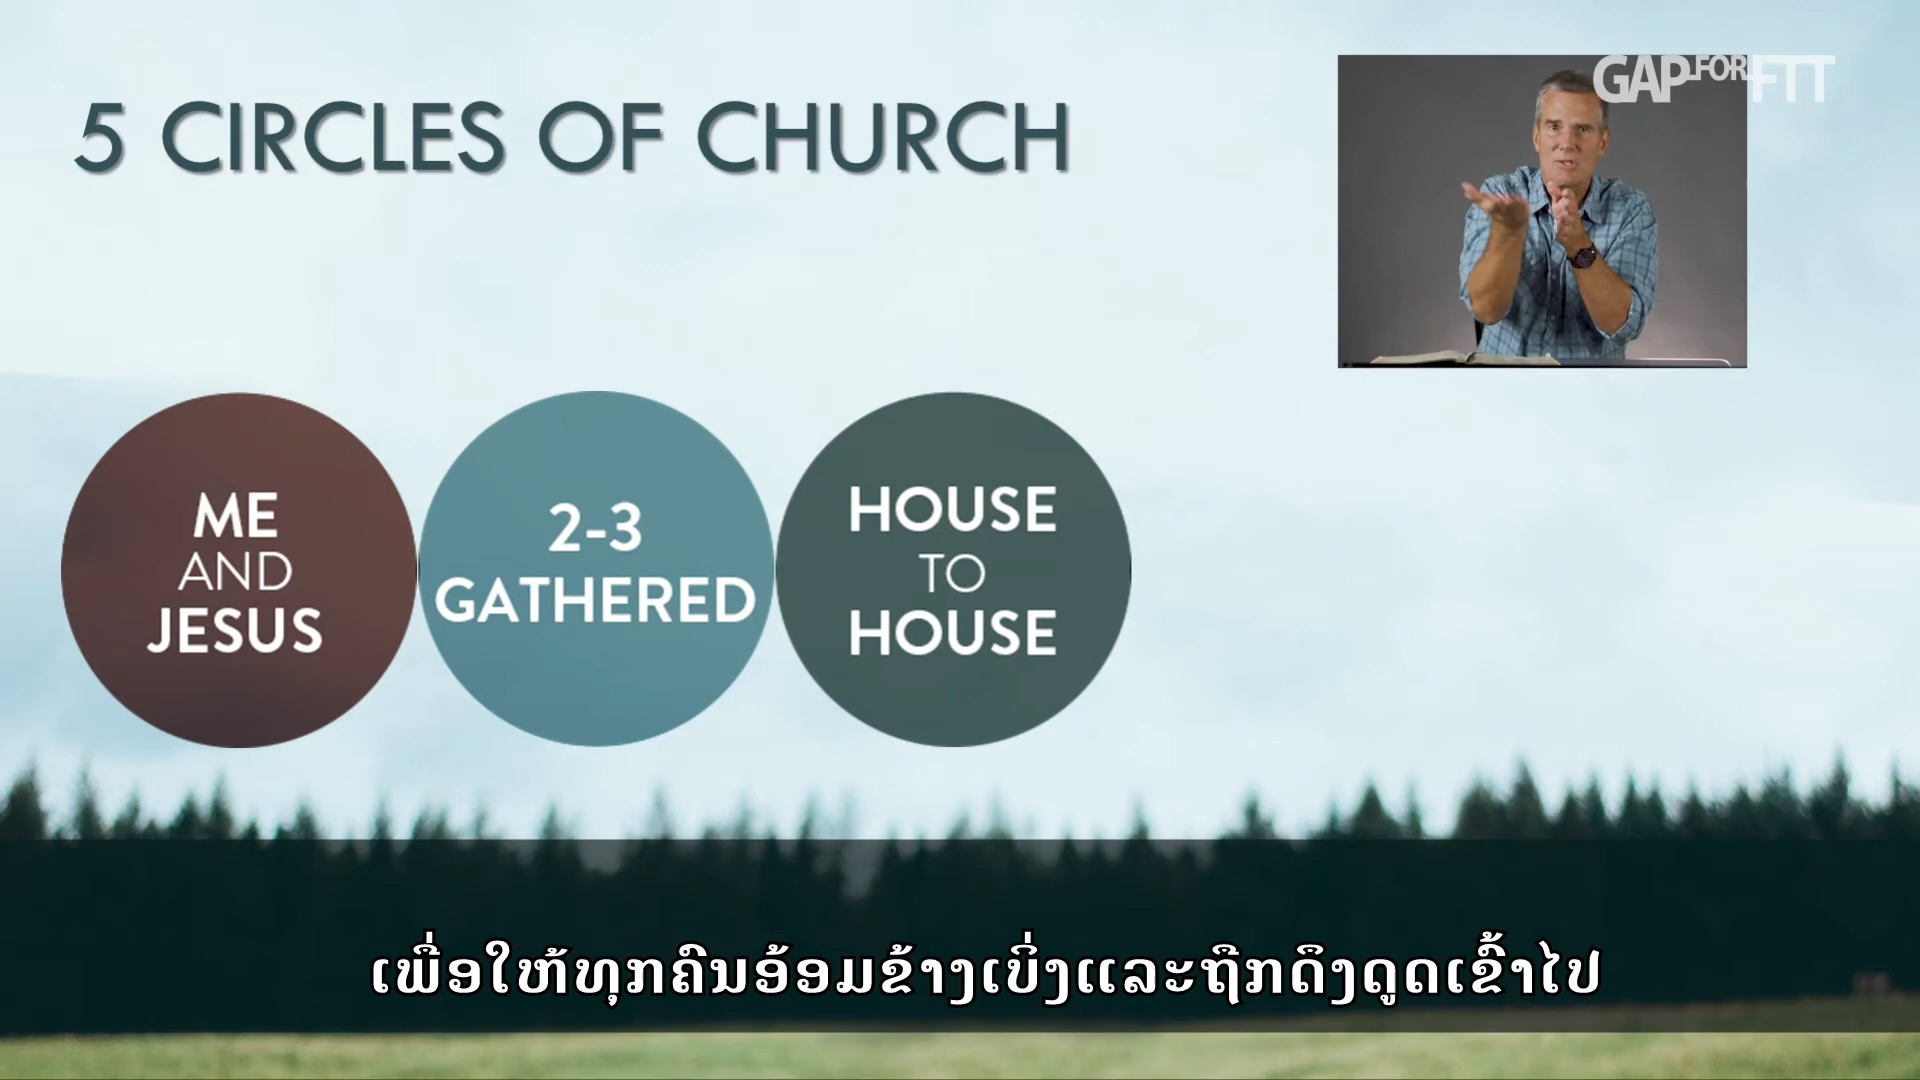 GAP.FOR.FTT
5 CIRCLES OF CHURCH
ME
AND
JESUS
2-3
GATHERED
HOUSE
TO
HOUSE
ເພື່ອໃຫ້ທຸກຄົນອ້ອມຂ້າງເບິ່ງແລະຖືກດຶງດູດເຂົ້າໄປ